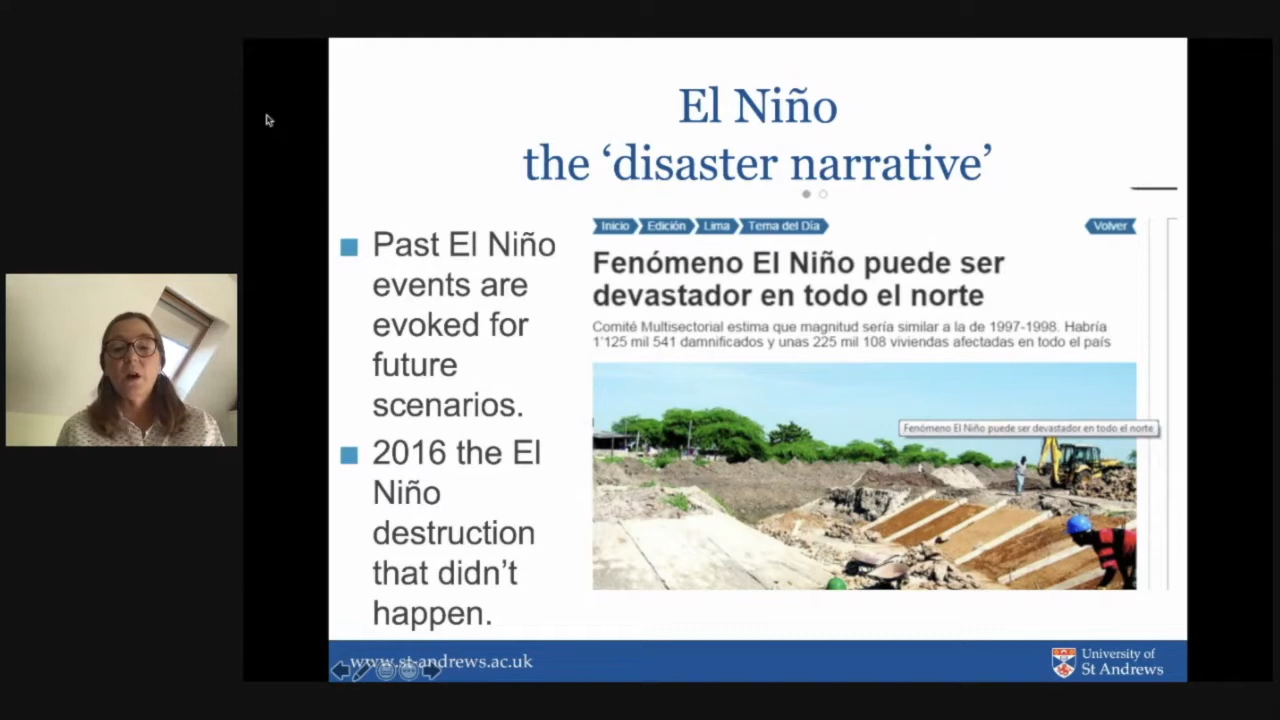 El Niño
the ‘disaster narrative’
Past El Niño
events are
evoked for
future
scenarios.
2016 the El
Niño
destruction
that didn’t
happen.
Inicio Edición Lima Tema del Día Volver
Fenómeno El Niño puede ser
devastador en todo el norte
Comité Multisectorial estima que magnitud sería similar a la de 1997-1998. Habría
1'125 mil 541 damnificados y unas 225 mil 108 viviendas afectadas en todo el país
Fenómeno El Niño puede ser devastador en todo el norte
www.st-andrews.ac.uk
University of
St Andrews